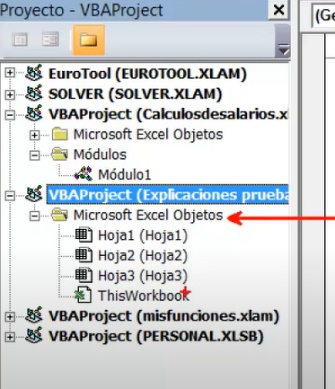 Proyecto - VBAProject
(Ge
EuroTool (EUROTOOL.XLAM)
SOLVER (SOLVER.XLAM)
VBAProject (Calculosdesalarios.x
Microsoft Excel Objetos
Módulos
Módulo1
VBAProject (Explicaciones prueba
Microsoft Excel Objetos
Hoja1 (Hoja1)
Hoja2 (Hoja2)
Hoja3 (Hoja3)
ThisWorkbook
VBAProject (misfunciones.xlam)
VBAProject (PERSONAL.XLSB)